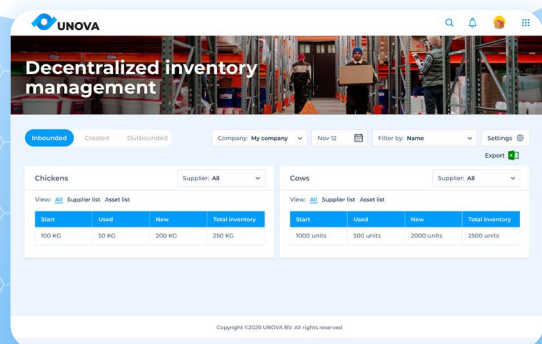 UNOVA
Decentralized inventory
management
Inbounded Created Outbounded
Company: My company
Nov 12
Filter by: Name
Settings
Export
Chickens
Supplier: All
View: All Supplier list Asset list
Start Used New Total inventory
100 KG 50 KG 200 KG 250 KG
Cows
Supplier: All
View: All Supplier list Asset list
Start Used New Total inventory
1000 units 500 units 2000 units 2500 units
Copyright ©2020 UNOVA BV. All rights reserved